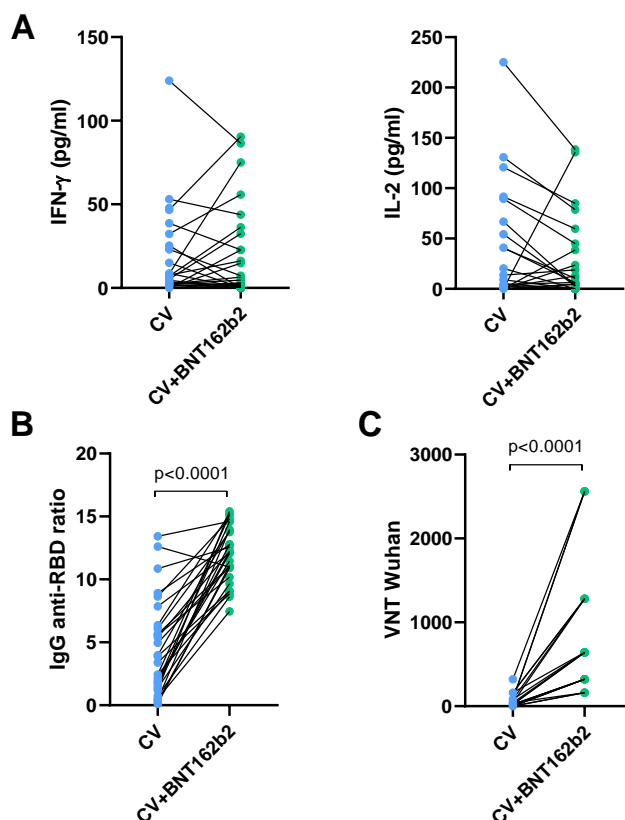 A
IFN-γ (pg/ml)
150
100
50
0
CV
CV+BNT162b2
IL-2 (pg/ml)
250
200
150
100
50
0
CV
CV+BNT162b2
B
IgG anti-RBD ratio
20
15
10
5
0
p<0.0001
CV
CV+BNT162b2
C
VNT Wuhan
3000
2000
1000
0
p<0.0001
CV
CV+BNT162b2